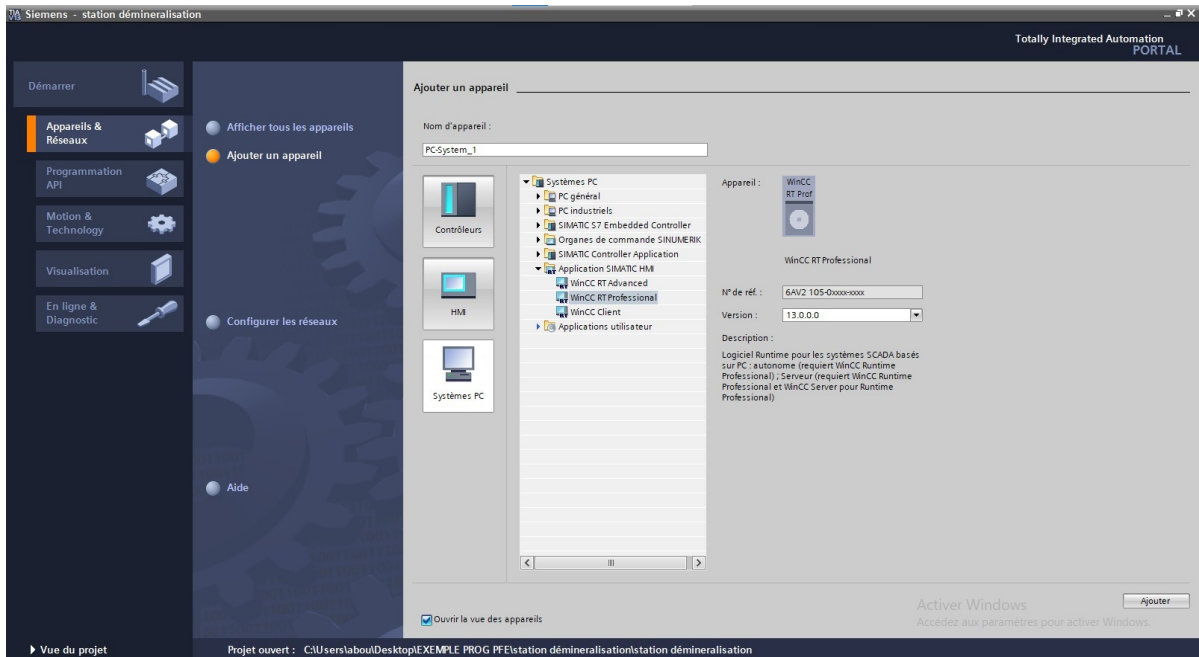 Siemens - station démineralisation
Totally Integrated Automation
PORTAL
Démarrer
Appareils &
Réseaux
Programmation
API
Motion &
Technology
Visualisation
En ligne &
Diagnostic
Vue du projet
Afficher tous les appareils
Ajouter un appareil
Configurer les réseaux
Aide
Ajouter un appareil
Nom d'appareil :
PC-System_1
Contrôleurs
HMI
Systèmes PC
Systèmes PC
PC général
PC industriels
SIMATIC S7 Embedded Controller
Organes de commande SINUMERIK
SIMATIC Controller Application
Application SIMATIC HMI
WinCC RT Advanced
WinCC RT Professional
WinCC Client
Applications utilisateur
Appareil :
WinCC
RT Prof
WinCC RT Professional
N° de réf. :
6AV2 105-0xxxx-xxxx
Version :
13.0.0.0
Description :
Logiciel Runtime pour les systèmes SCADA basés
sur PC : autonome (requiert WinCC Runtime
Professional) ; Serveur (requiert WinCC Runtime
Professional et WinCC Server pour Runtime
Professional)
Ouvrir la vue des appareils
Activer Windows
Accédez aux paramètres pour activer Windows.
Ajouter
Projet ouvert : C:\Users\abou\Desktop\EXEMPLE PROG PFE\station démineralisation\station démineralisation